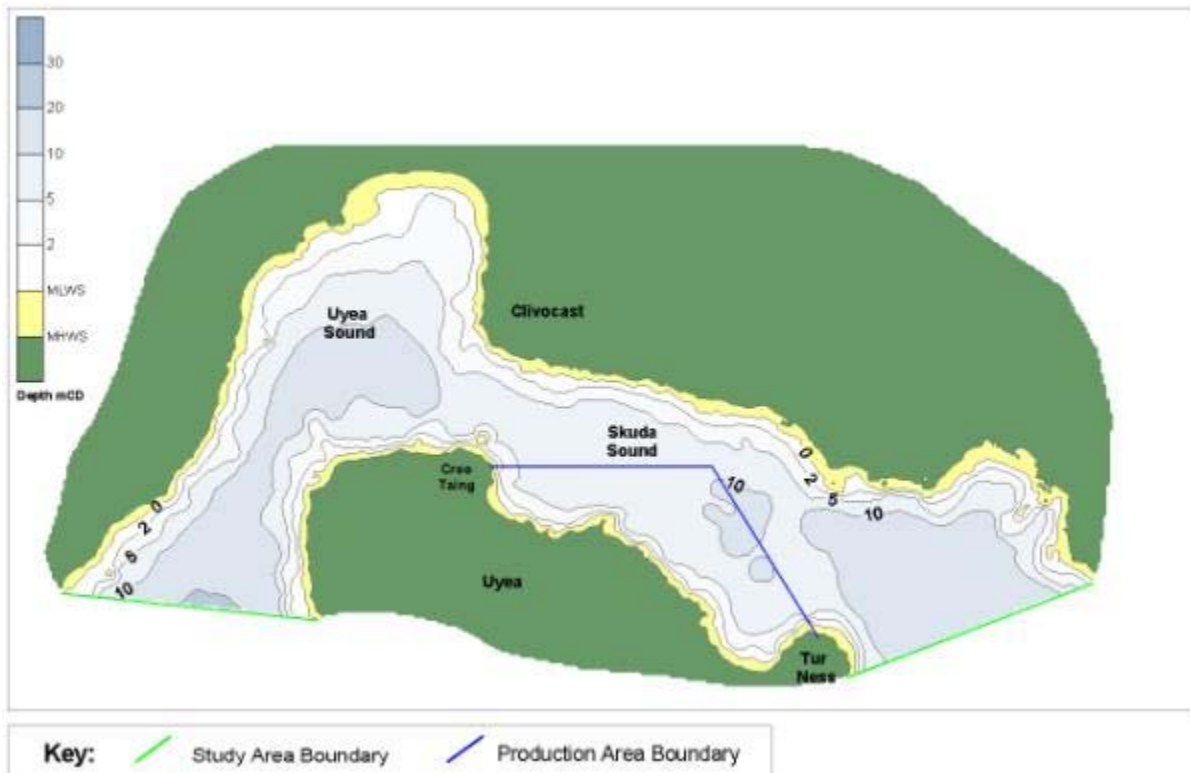 30
20
10
5
2
MLWS
MHWS
Depth mCD
Uyea
Sound
Clivocast
Skuda
Sound
Croo
Taing
Uyea
Tur
Ness
0
2
5
10
10
0
2
5
10
Key:
Study Area Boundary
Production Area Boundary